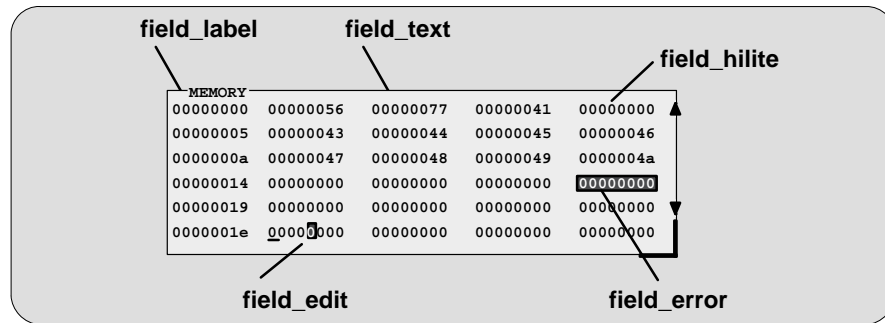 field_label field_text
field_hilite
MEMORY
00000000 00000056 00000077 00000041 00000000
00000005 00000043 00000044 00000045 00000046
0000000a 00000047 00000048 00000049 0000004a
00000014 00000000 00000000 00000000 00000000
00000019 00000000 00000000 00000000 00000000
0000001e 00000000 00000000 00000000 00000000
field_edit field_error